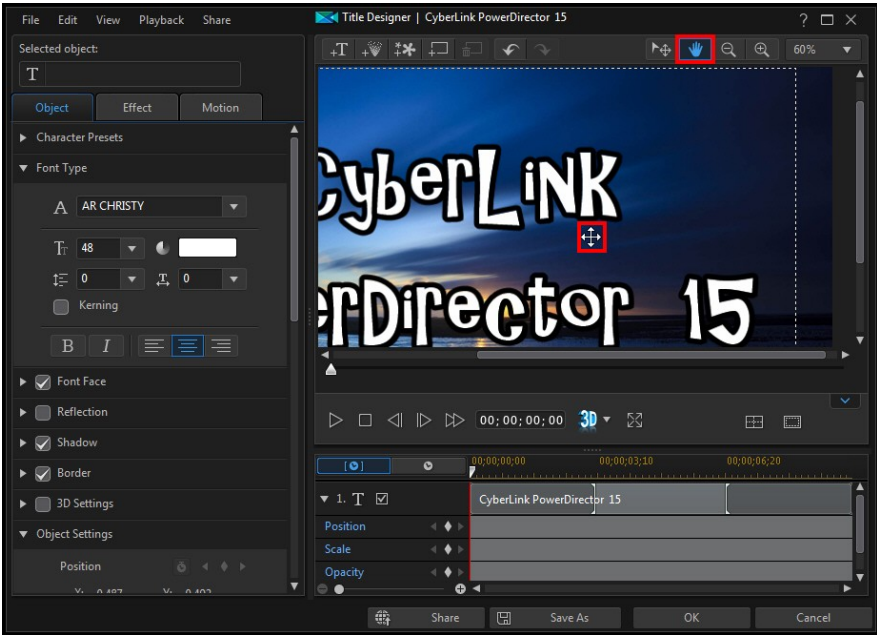 File Edit View Playback Share
Title Designer | CyberLink PowerDirector 15
Selected object:
T
60%
Object Effect Motion
Character Presets
Font Type
A AR CHRISTY
48
0 0
Kerning
B I
Font Face
Reflection
Shadow
Border
3D Settings
Object Settings
Position
CyberLink
erDirector 15
00;00;00;00 3D
00;00;00;00 00;00;03;10 00;00;06;20
1. T CyberLink PowerDirector 15
Position
Scale
Opacity
Share Save As OK Cancel